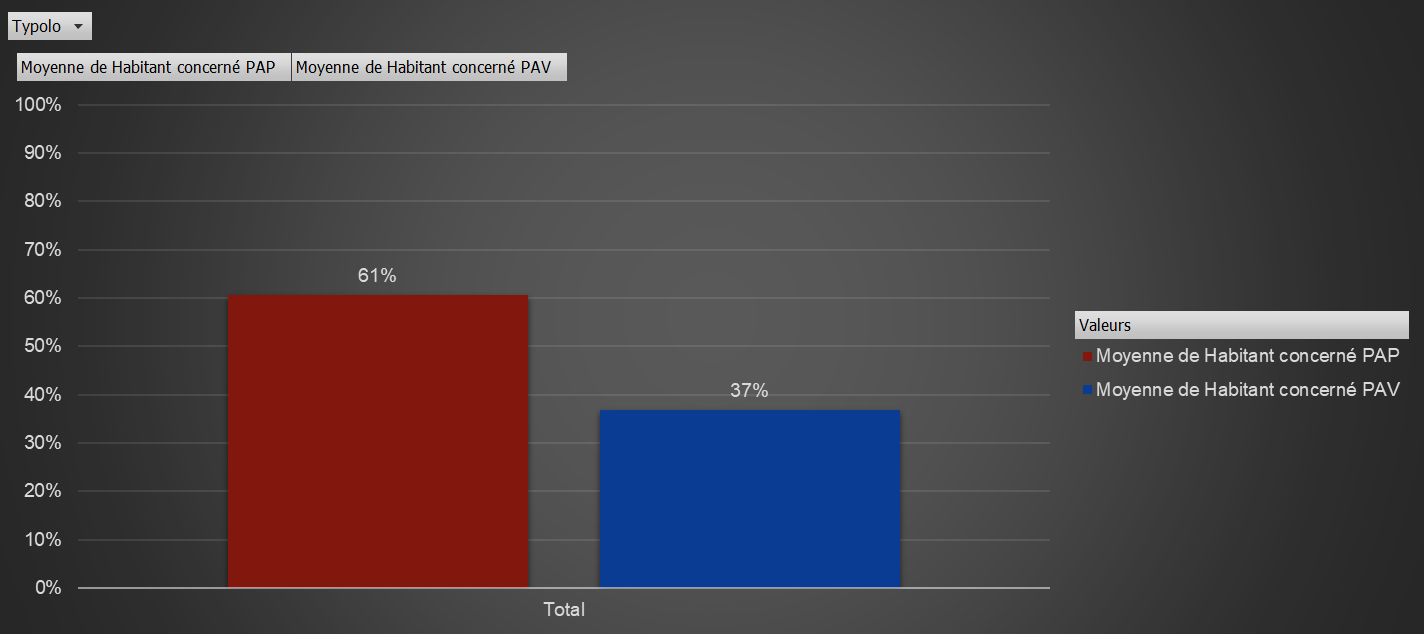 Typolo
Moyenne de Habitant concerné PAP
Moyenne de Habitant concerné PAV
100%
90%
80%
70%
60%
50%
40%
30%
20%
10%
0%
61%
37%
Total
Valeurs
Moyenne de Habitant concerné PAP
Moyenne de Habitant concerné PAV